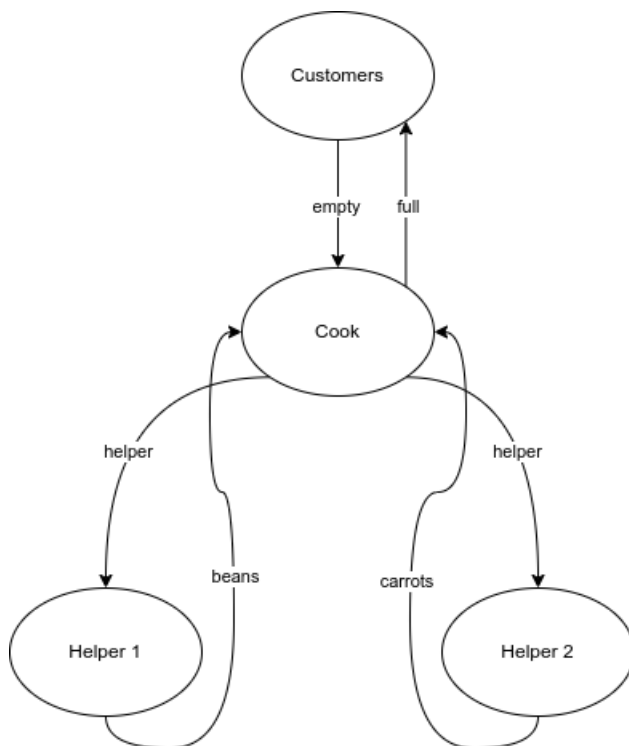 Customers
empty
full
Cook
helper
helper
beans
carrots
Helper 1
Helper 2